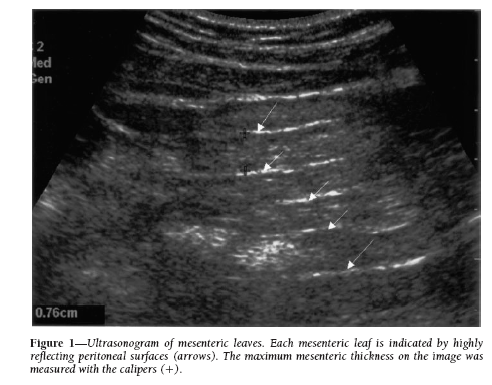 2
Med
Gen
0.76cm
Figure 1—Ultrasonogram of mesenteric leaves. Each mesenteric leaf is indicated by highly
reflecting peritoneal surfaces (arrows). The maximum mesenteric thickness on the image was
measured with the calipers (+).